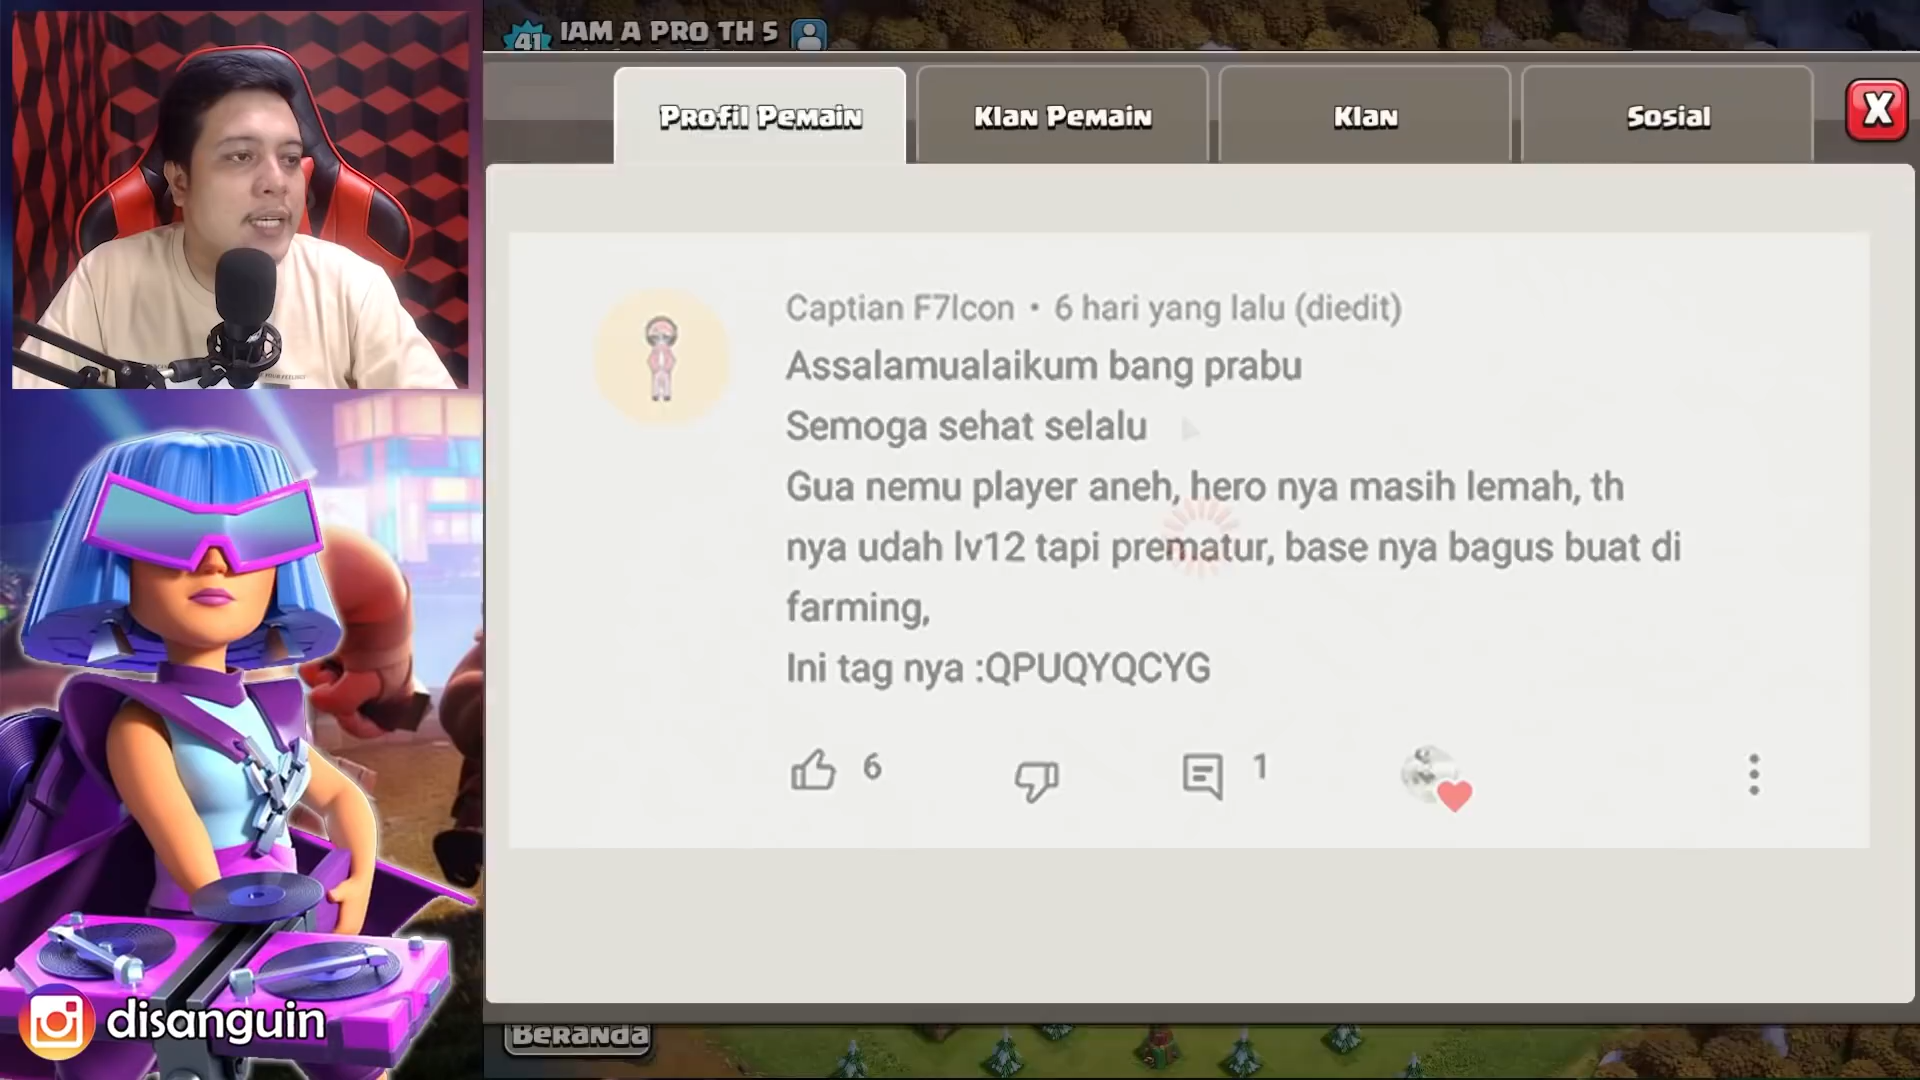 41
IAM A PRO TH 5
Profil Pemain
Klan Pemain
Klan
Sosial
X
Captian F7lcon • 6 hari yang lalu (diedit)
Assalamualaikum bang prabu
Semoga sehat selalu
Gua nemu player aneh, hero nya masih lemah, th
nya udah lv12 tapi prematur, base nya bagus buat di
farming,
Ini tag nya :QPUQYQCYG
6
1
disanguin
Beranda